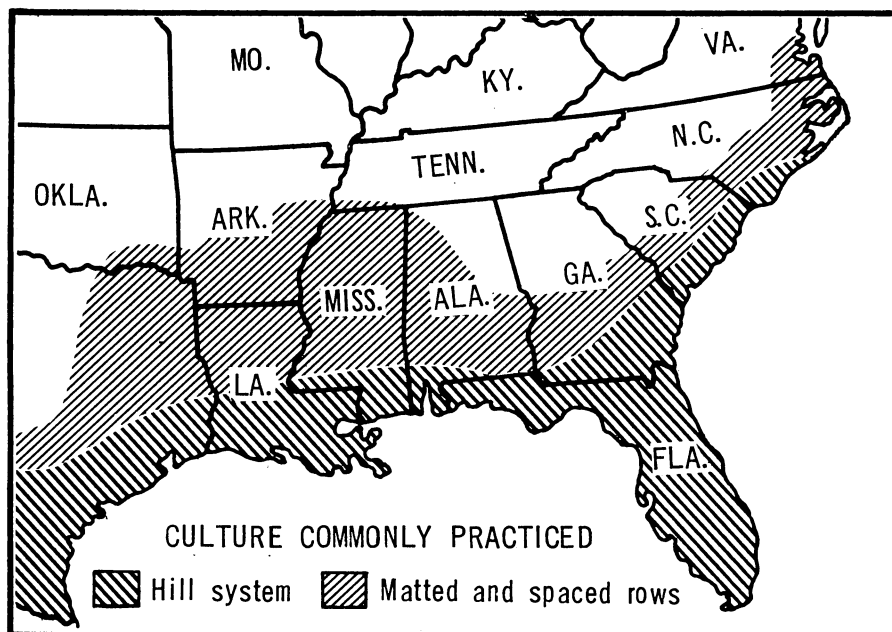 MO.
VA.
KY.
N.C.
TENN.
OKLA.
ARK.
S.C.
GA.
MISS.
ALA.
LA.
FLA.
CULTURE COMMONLY PRACTICED
Hill system Matted and spaced rows